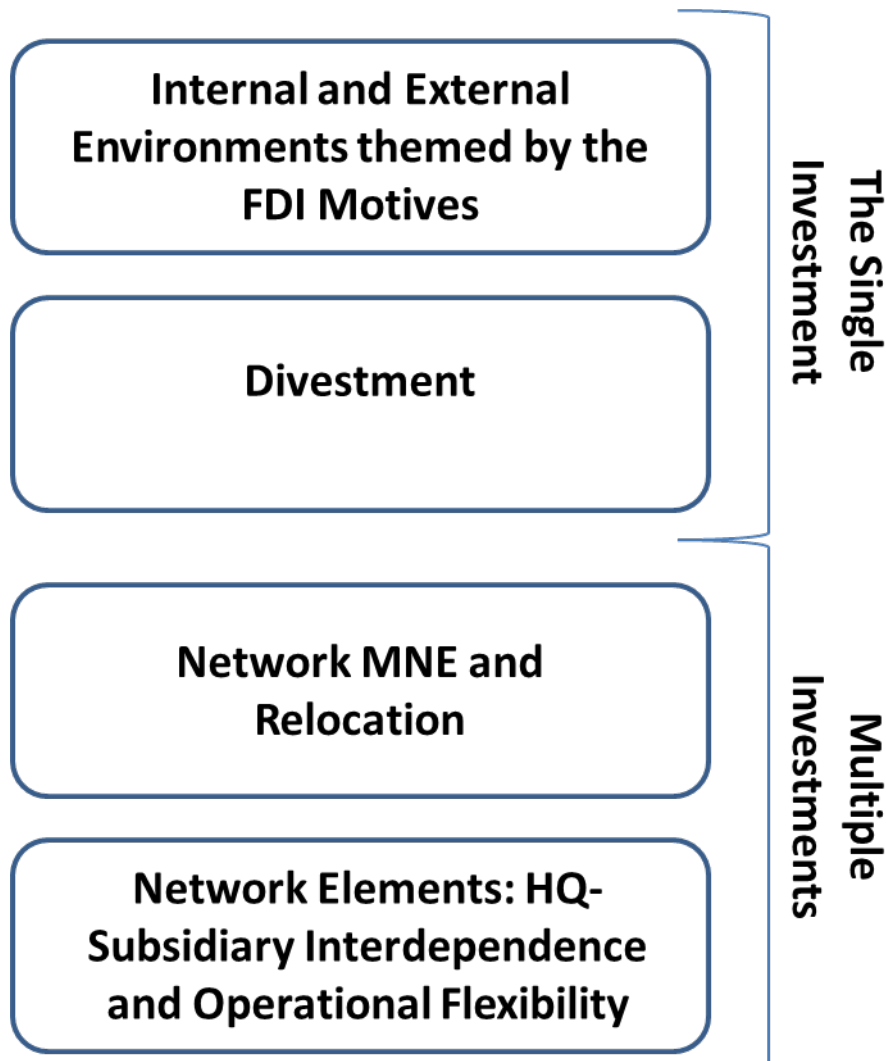 Internal and External
Environments themed by the
FDI Motives
Divestment
The Single
Investment
Network MNE and
Relocation
Network Elements: HQ-
Subsidiary Interdependence
and Operational Flexibility
Multiple
Investments